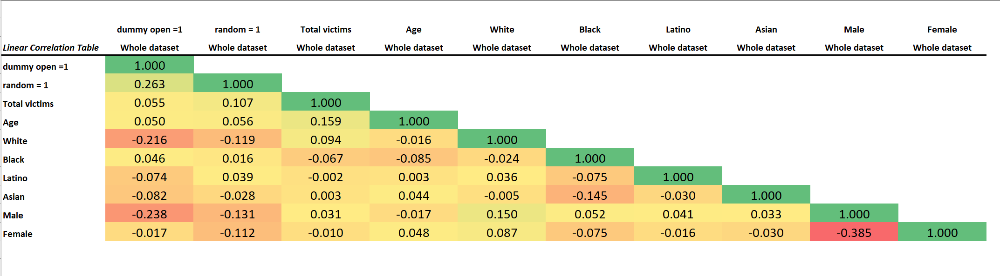 dummy open =1 random = 1 Total victims Age White Black Latino Asian Male Female
Linear Correlation Table Whole dataset Whole dataset Whole dataset Whole dataset Whole dataset Whole dataset Whole dataset Whole dataset Whole dataset Whole dataset
dummy open =1 1.000
random = 1 0.263 1.000
Total victims 0.055 0.107 1.000
Age 0.050 0.056 0.159 1.000
White -0.216 -0.119 0.094 -0.016 1.000
Black 0.046 0.016 -0.067 -0.085 -0.024 1.000
Latino -0.074 0.039 -0.002 0.003 0.036 -0.075 1.000
Asian -0.082 -0.028 0.003 0.044 -0.005 -0.145 -0.030 1.000
Male -0.238 -0.131 0.031 -0.017 0.150 0.052 0.041 0.033 1.000
Female -0.017 -0.112 -0.010 0.048 0.087 -0.075 -0.016 -0.030 -0.385 1.000